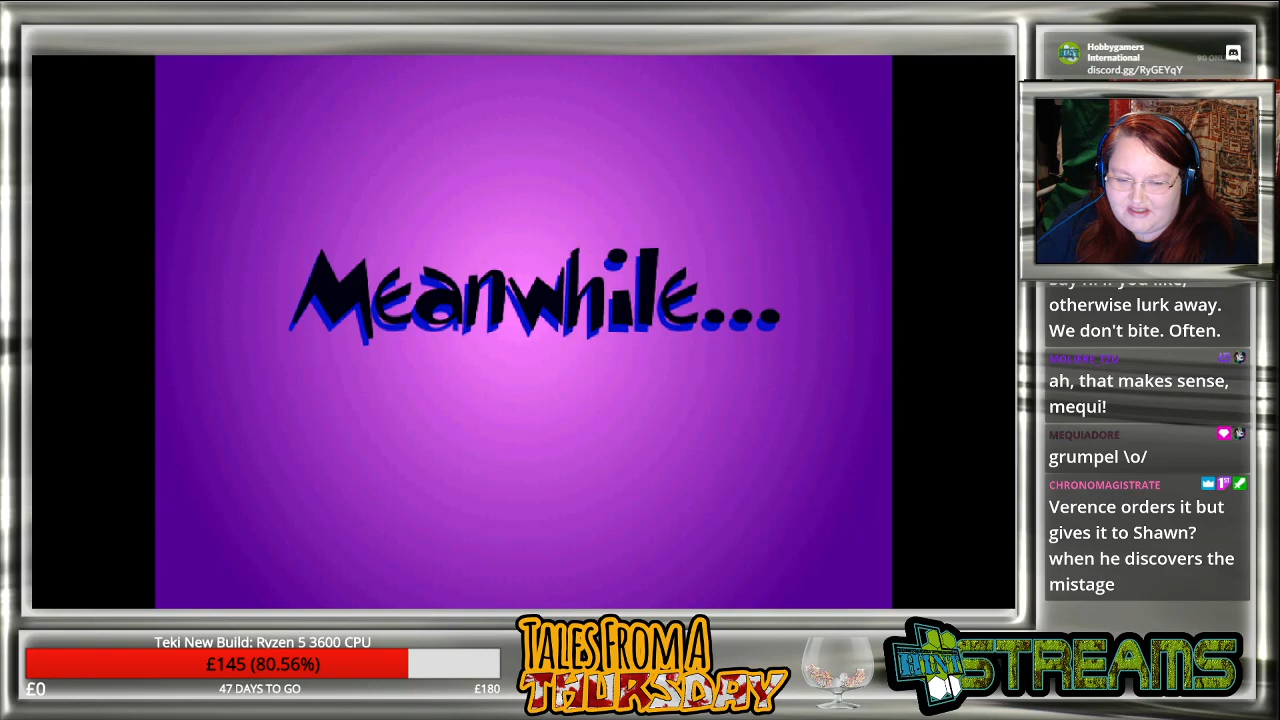 Meanwhile...
Hobbygamers
International
discord.gg/RyGEYqY
otherwise lurk away.
We don't bite. Often.
ah, that makes sense,
mequi!
MEQUIADORE
grumpel \o/
CHRONOMAGISTRATE
Verence orders it but
gives it to Shawn?
when he discovers the
mistage
Teki New Build: Ryzen 5 3600 CPU
£145 (80.56%)
£0
47 DAYS TO GO
£180
TALES FROM A
THURSDAY
HINT
STREAMS